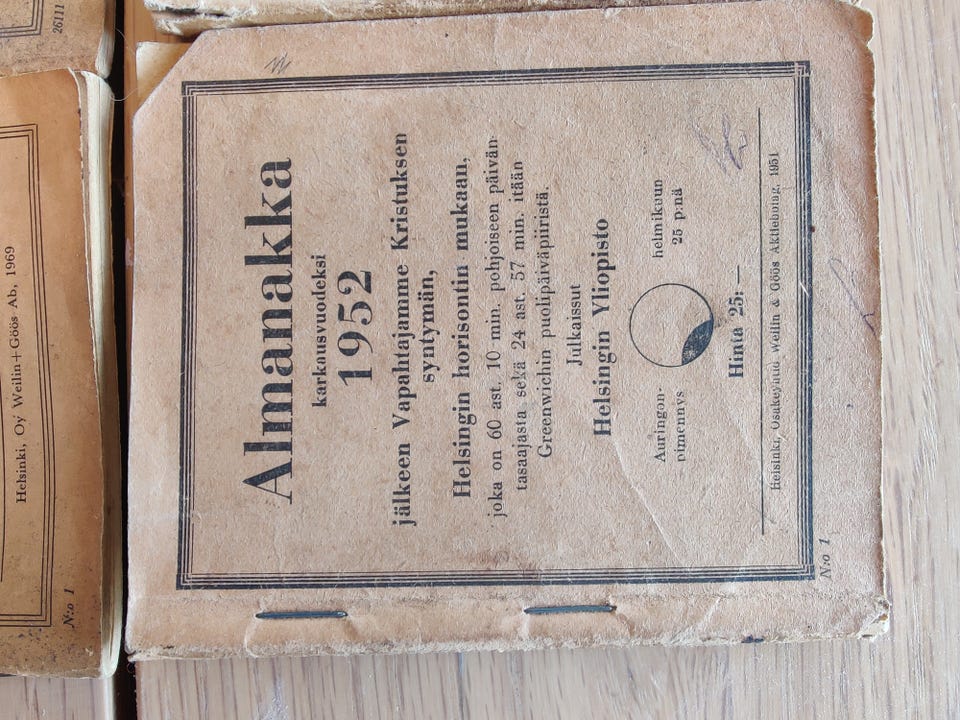 Almanakka
karkausvuodeksi
1952
jälkeen Vapahtajamme Kristuksen
syntymän,
Helsingin horisontin mukaan,
joka on 60 ast. 10 min. pohjoiseen päivän-
tasaajasta sekä 24 ast. 57 min. itään
Greenwichin puolipäiväpiiristä.
Julkaissut
Helsingin Yliopisto
Auringon-
pimennys
helmikuun
25 p:nä
Hinta 25:—
Helsinki, Osakeyhtiö Weilin & Göös Aktiebolag, 1951
N:o 1
Helsinki, Oy Weilin+Göös Ab, 1969
N:o 1
26111